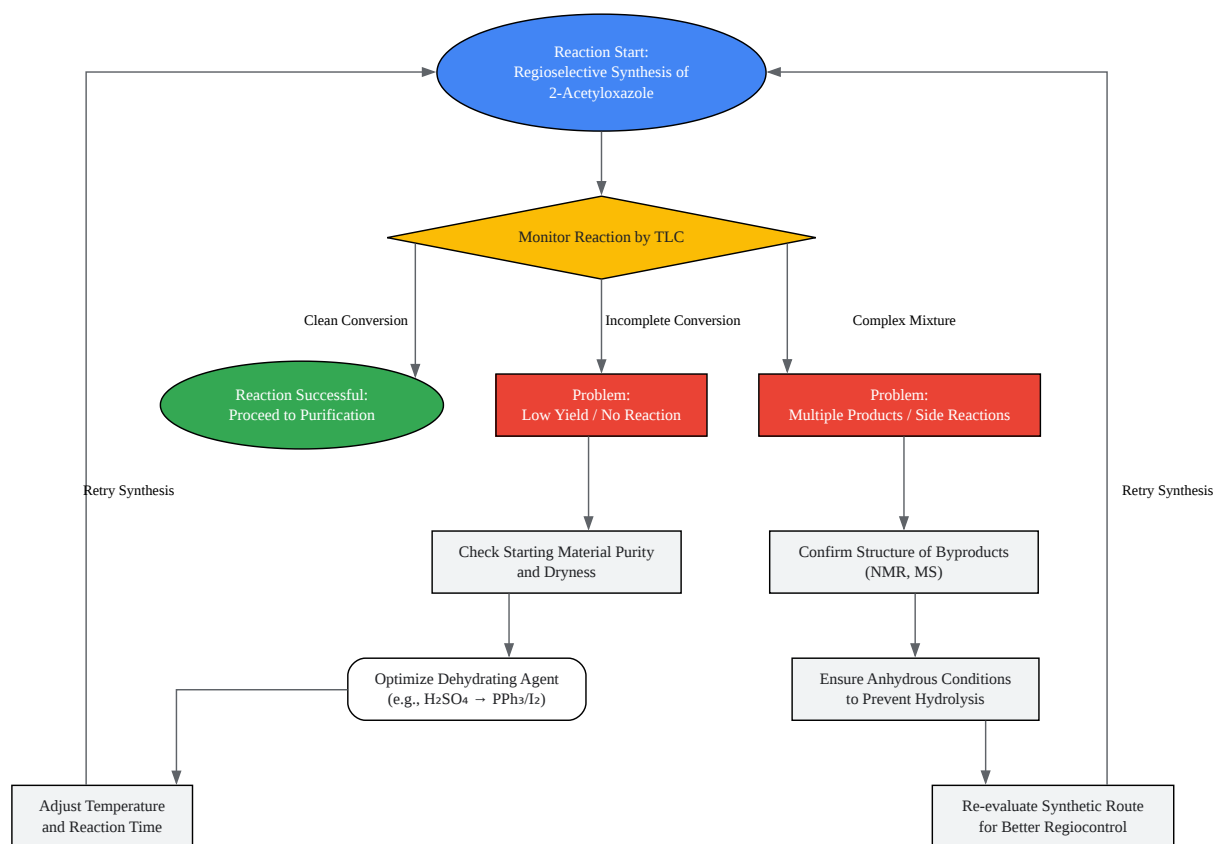 Reaction Start:
Regioselective Synthesis of
2-Acetyloxazole
Monitor Reaction by TLC
Clean Conversion
Incomplete Conversion
Complex Mixture
Reaction Successful:
Proceed to Purification
Problem:
Low Yield / No Reaction
Problem:
Multiple Products / Side Reactions
Retry Synthesis
Retry Synthesis
Check Starting Material Purity
and Dryness
Confirm Structure of Byproducts
(NMR, MS)
Optimize Dehydrating Agent
(e.g., H₂SO₄ → PPh₃/I₂)
Ensure Anhydrous Conditions
to Prevent Hydrolysis
Adjust Temperature
and Reaction Time
Re-evaluate Synthetic Route
for Better Regiocontrol